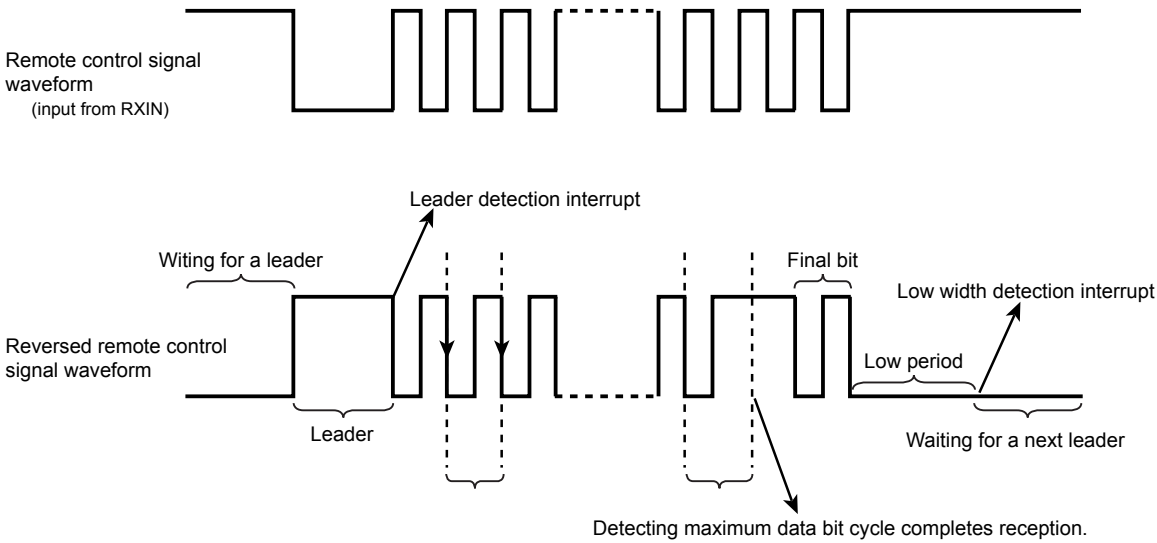 Remote control signal
waveform
(input from RXIN)
Leader detection interrupt
Witing for a leader
Final bit
Low width detection interrupt
Reversed remote control
signal waveform
Low period
Leader
Waiting for a next leader
Detecting maximum data bit cycle completes reception.